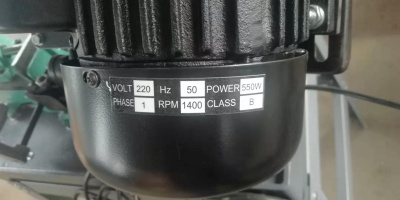 VOLT 220 Hz 50 POWER 550W
PHASE 1 RPM 1400 CLASS B